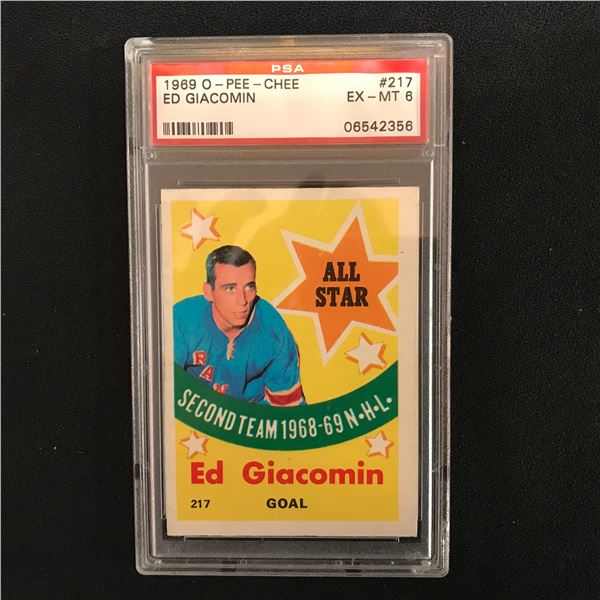 PSA
1969 O-PEE-CHEE #217
ED GIACOMIN EX-MT 6
06542356
ALL
STAR
RAN
SECOND TEAM 1968-69 N·H·L·
Ed Giacomin
217 GOAL